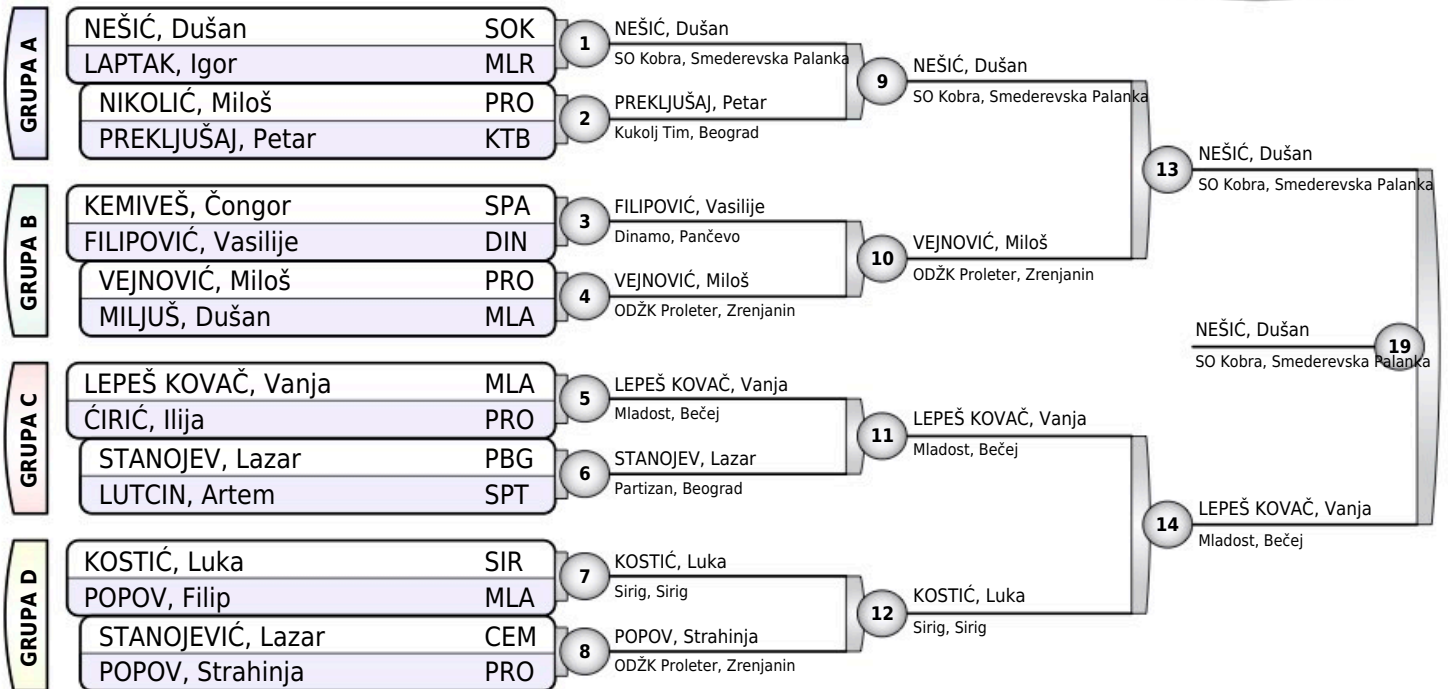 GRUPA A
NEŠIĆ, Dušan SOK
LAPTAK, Igor MLR
NIKOLIĆ, Miloš PRO
PREKLJUŠAJ, Petar KTB
GRUPA B
KEMIVEŠ, Čongor SPA
FILIPOVIĆ, Vasilije DIN
VEJNOVIĆ, Miloš PRO
MILJUŠ, Dušan MLA
GRUPA C
LEPEŠ KOVAČ, Vanja MLA
ĆIRIĆ, Ilija PRO
STANOJEV, Lazar PBG
LUTCIN, Artem SPT
GRUPA D
KOSTIĆ, Luka SIR
POPOV, Filip MLA
STANOJEVIĆ, Lazar CEM
POPOV, Strahinja PRO
1
NEŠIĆ, Dušan
SO Kobra, Smederevska Palanka
2
PREKLJUŠAJ, Petar
Kukolj Tim, Beograd
3
FILIPOVIĆ, Vasilije
Dinamo, Pančevo
4
VEJNOVIĆ, Miloš
ODŽK Proleter, Zrenjanin
5
LEPEŠ KOVAČ, Vanja
Mladost, Bečej
6
STANOJEV, Lazar
Partizan, Beograd
7
KOSTIĆ, Luka
Sirig, Sirig
8
POPOV, Strahinja
ODŽK Proleter, Zrenjanin
9
NEŠIĆ, Dušan
SO Kobra, Smederevska Palanka
10
VEJNOVIĆ, Miloš
ODŽK Proleter, Zrenjanin
11
LEPEŠ KOVAČ, Vanja
Mladost, Bečej
12
KOSTIĆ, Luka
Sirig, Sirig
13
NEŠIĆ, Dušan
SO Kobra, Smederevska Palanka
14
LEPEŠ KOVAČ, Vanja
Mladost, Bečej
NEŠIĆ, Dušan
19
SO Kobra, Smederevska Palanka